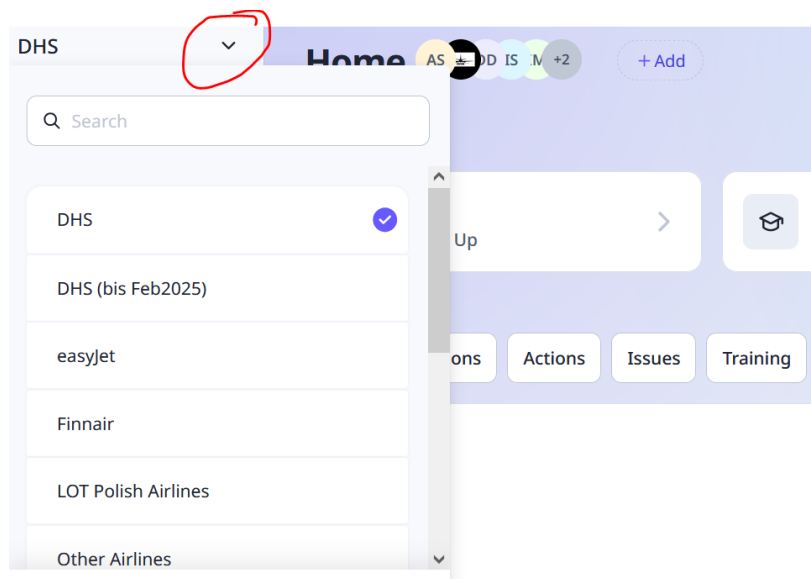 DHS
Home AS DD IS +2 + Add
Search
DHS
Up
DHS (bis Feb2025)
easyJet
ons Actions Issues Training
Finnair
LOT Polish Airlines
Other Airlines